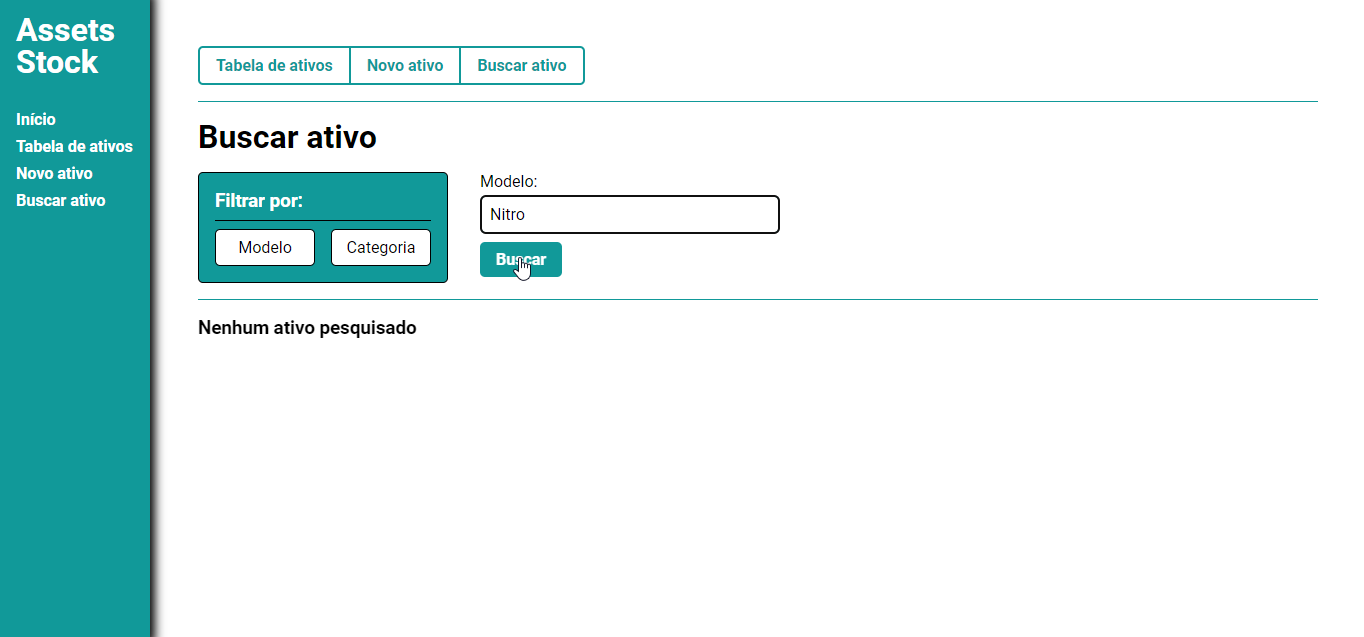 Assets
Stock
Início
Tabela de ativos
Novo ativo
Buscar ativo
Tabela de ativos
Novo ativo
Buscar ativo
Buscar ativo
Filtrar por:
Modelo
Categoria
Modelo:
Nitro
Buscar
Nenhum ativo pesquisado